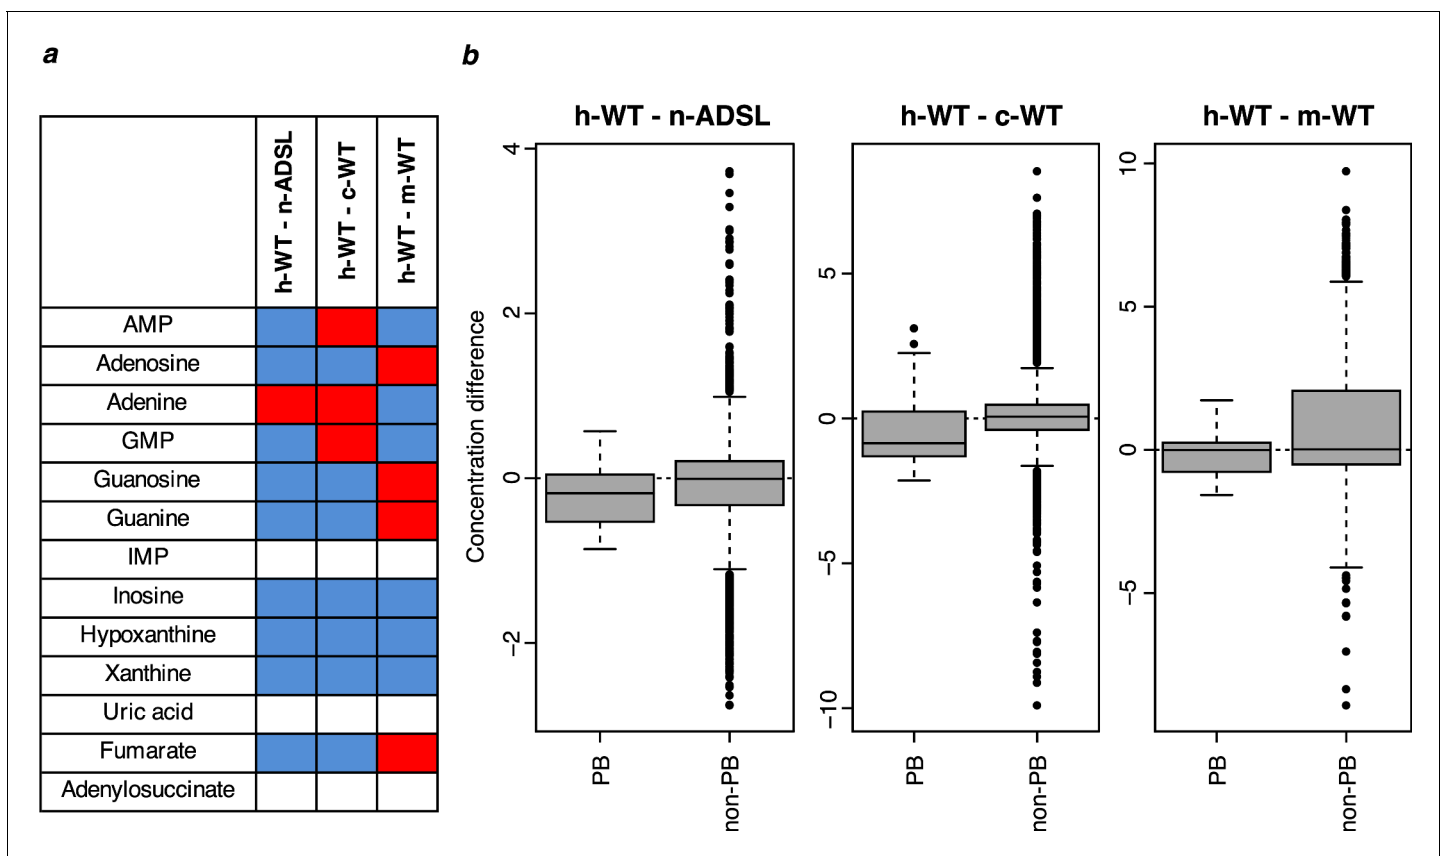 a
h-WT - n-ADSL
h-WT - c-WT
h-WT - m-WT
AMP
Adenosine
Adenine
GMP
Guanosine
Guanine
IMP
Inosine
Hypoxanthine
Xanthine
Uric acid
Fumarate
Adenylosuccinate
b
Concentration difference
h-WT - n-ADSL
4
2
0
−2
PB
non-PB
h-WT - c-WT
5
0
−5
−10
PB
non-PB
h-WT - m-WT
10
5
0
−5
PB
non-PB